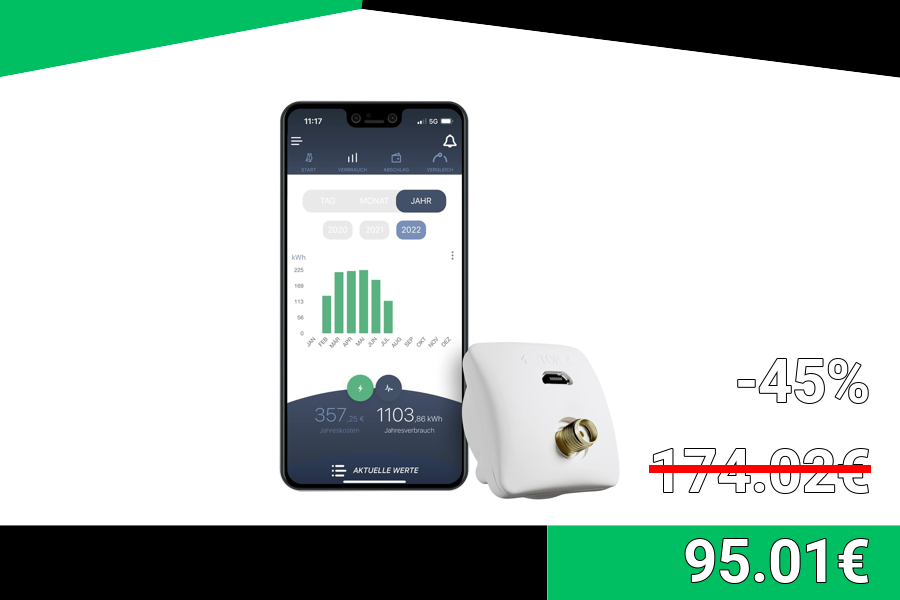 11:17
5G
START VERBRAUCH ABSCHLAG VERGLEICH
TAG MONAT JAHR
2020 2021 2022
kWh
225
169
113
56
0
JAN FEB MÄR APR MAI JUN JUL AUG SEP OKT NOV DEZ
357,25 € 1103,86 kWh
Jahreskosten Jahresverbrauch
AKTUELLE WERTE
-45%
174.02€
95.01€